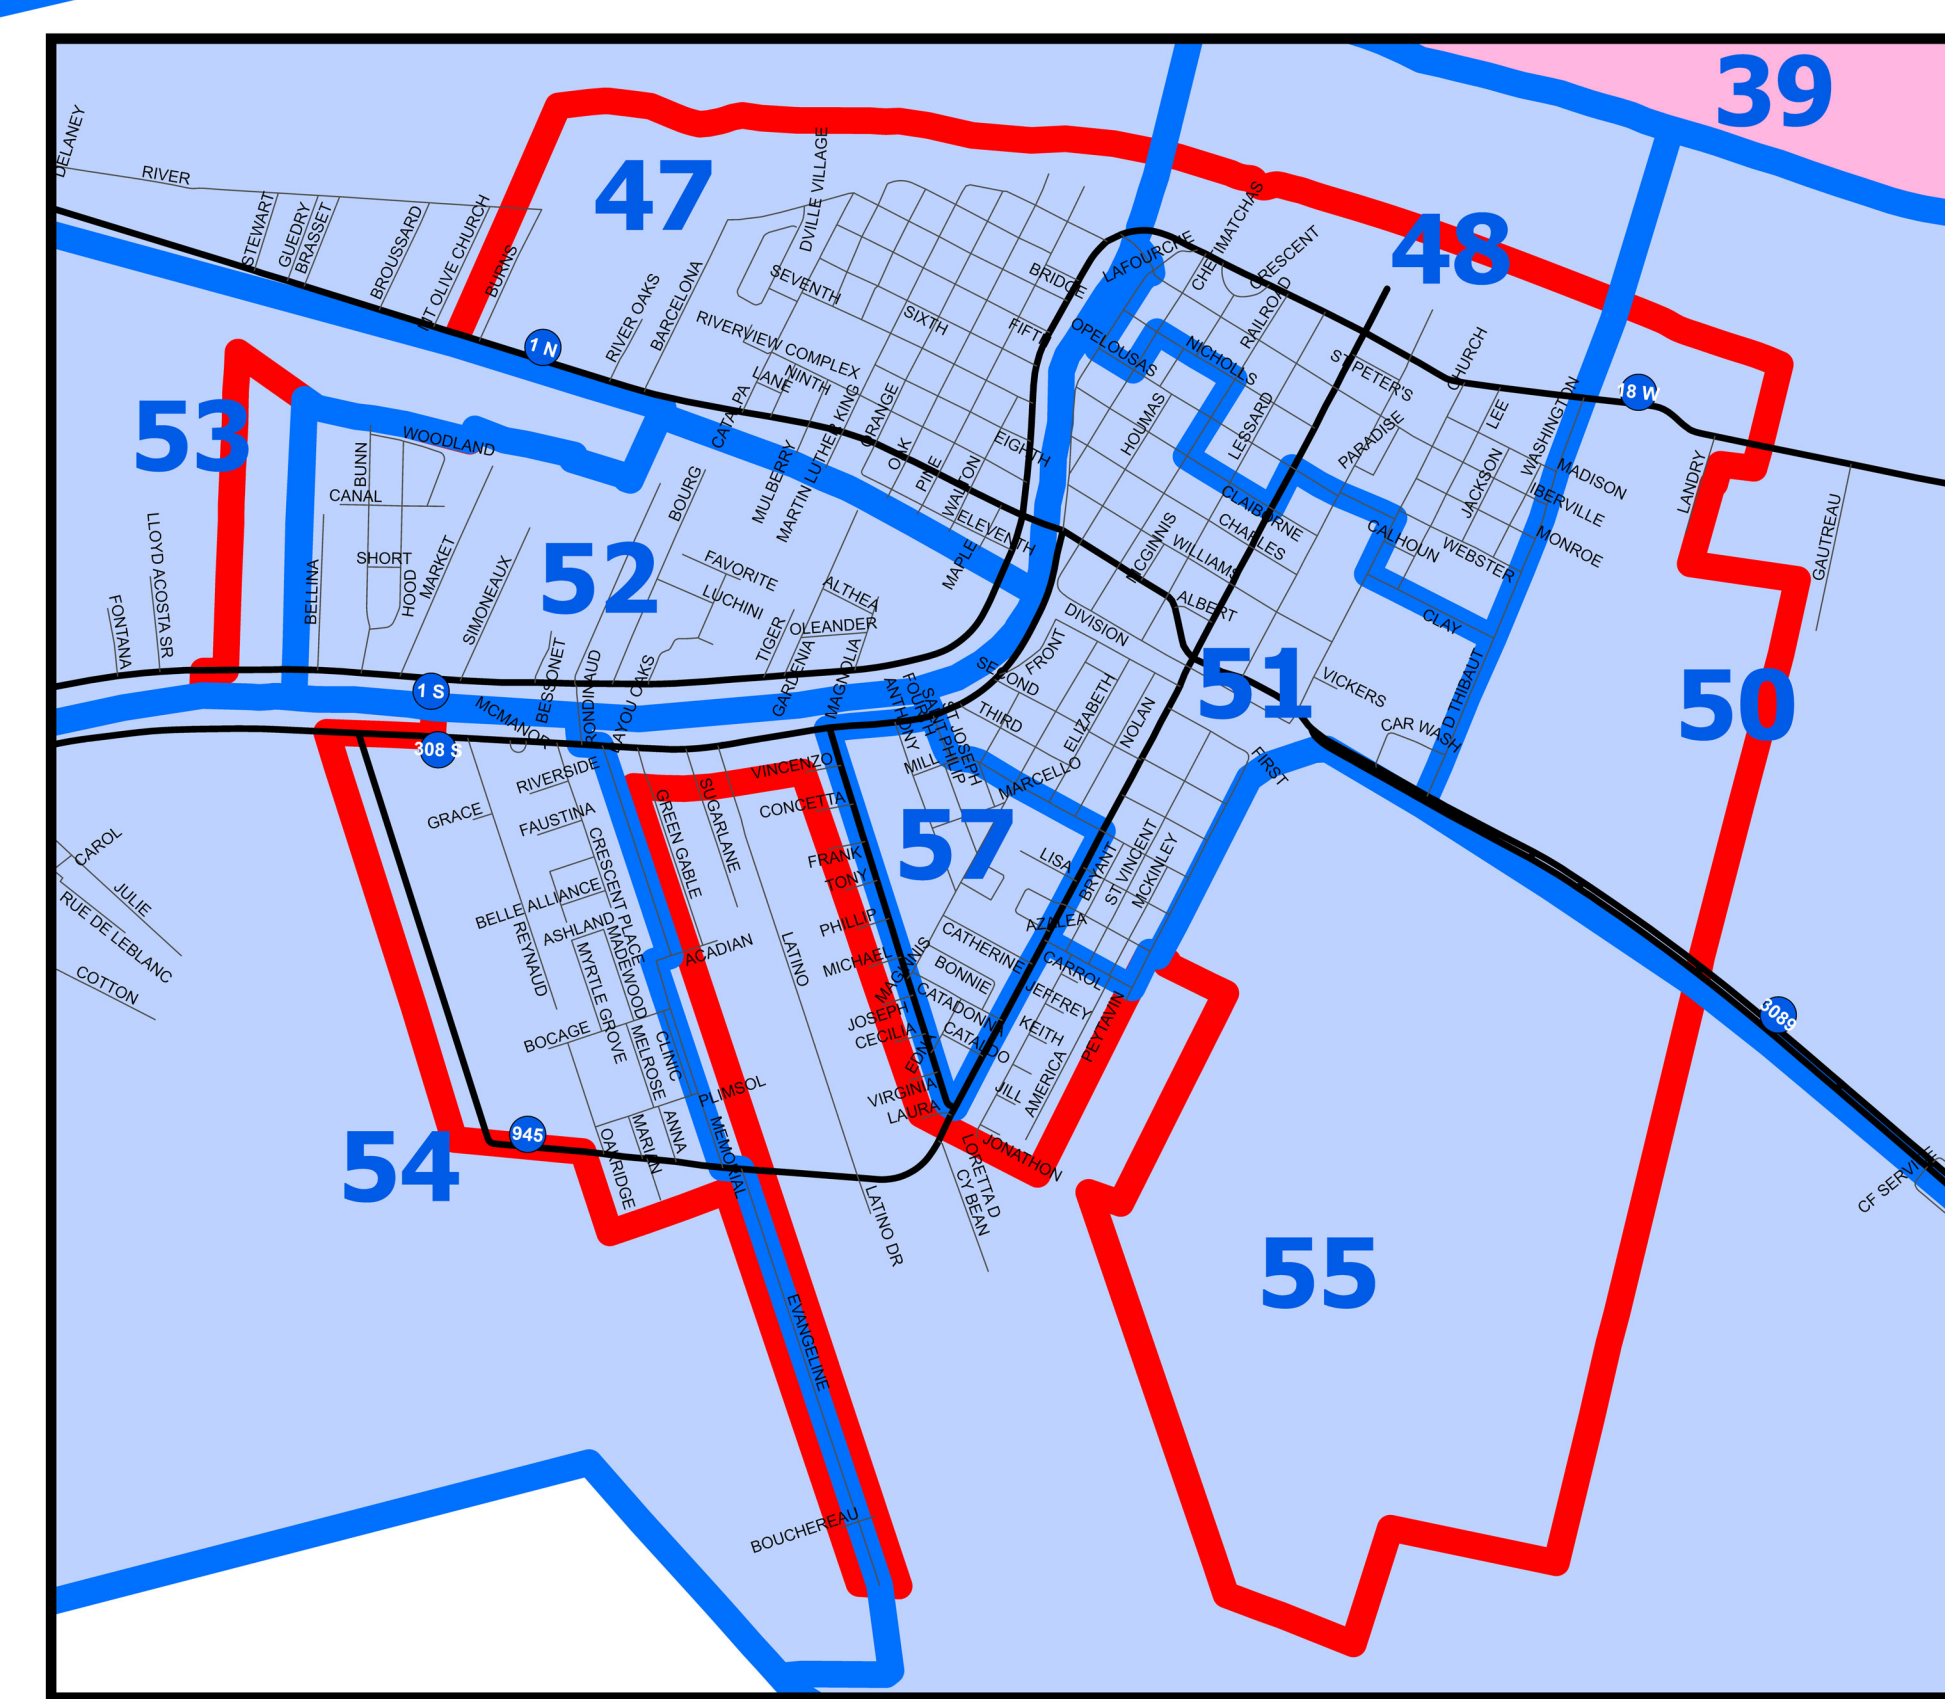 39
47
48
DELANEY
RIVER
STEWART
GUEDRY
BRASSET
BROUSSARD
MT OLIVE CHURCH
BURNS
DVILLE VILLAGE
SEVENTH
RIVER OAKS
BARCELONA
1 N
RIVERVIEW COMPLEX
LANE
NINTH
SIXTH
FIFTH
BRIDGE
LAFOURCHE
CHETIMATCHAS
CRESCENT
RAILROAD
OPELOUSAS
NICHOLLS
ST PETER'S
CHURCH
18 W
53
WOODLAND
BUNN
CANAL
CATALPA
MULBERRY
MARTIN LUTHER KING
ORANGE
OAK
PINE
WALTON
EIGHTH
ELEVENTH
MAPLE
HOUMAS
LESSARD
PARADISE
LEE
JACKSON
WASHINGTON
MADISON
IBERVILLE
MONROE
LANDRY
GAUTREAU
CLAIBORNE
CHARLES
CALHOUN
WEBSTER
LLOYD ACOSTA SR
FONTANA
BELLINA
SHORT
HOOD
MARKET
SIMONEAUX
52
BOURG
FAVORITE
LUCHINI
ALTHEA
OLEANDER
TIGER
GARDENIA
MAGNOLIA
MCGINNIS
WILLIAMS
ALBERT
DIVISION
CLAY
51
VICKERS
CAR WASH
D THIBAUT
50
1 S
308 S
MCMANOR
BESSONET
RONDINAUD
BAYOU OAKS
ANTHONY
FOURTH
SAINT PHILIP
ST JOSEPH
SECOND
FRONT
THIRD
ELIZABETH
NOLAN
FIRST
MILL
MARCELLO
RIVERSIDE
GRACE
FAUSTINA
CRESCENT PLACE
GREEN GABLE
SUGARLANE
VINCENZO
CONCETTA
FRANK
TONY
PHILLIP
MICHAEL
57
LISA
BRYANT
ST VINCENT
MCKINLEY
AZALEA
CAROL
JULIE
RUE DE LEBLANC
COTTON
BELLE ALLIANCE
ASHLAND
REYNAUD
MADEWOOD
MYRTLE GROVE
ACADIAN
LATINO
MAGINNIS
JOSEPH
CECILIA
EDNA
VIRGINIA
LAURA
CATHERINE
BONNIE
CATADONNA
CATALDO
CARROL
JEFFREY
KEITH
JILL
AMERICA
PEYTAVIN
JONATHON
BOCAGE
MELROSE
CLINIC
PLIMSOL
945
OAKRIDGE
MARIAN
ANNA
MEMORIAL
LATINO DR
LORETTA D
CY BEAN
54
55
3089
EVANGELINE
BOUCHEREAU